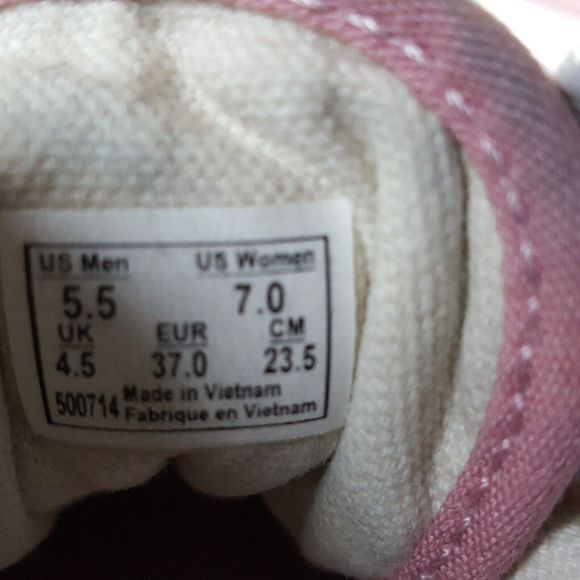 US Men US Women
5.5 7.0
UK EUR CM
4.5 37.0 23.5
500714 Made in Vietnam
Fabrique en Vietnam